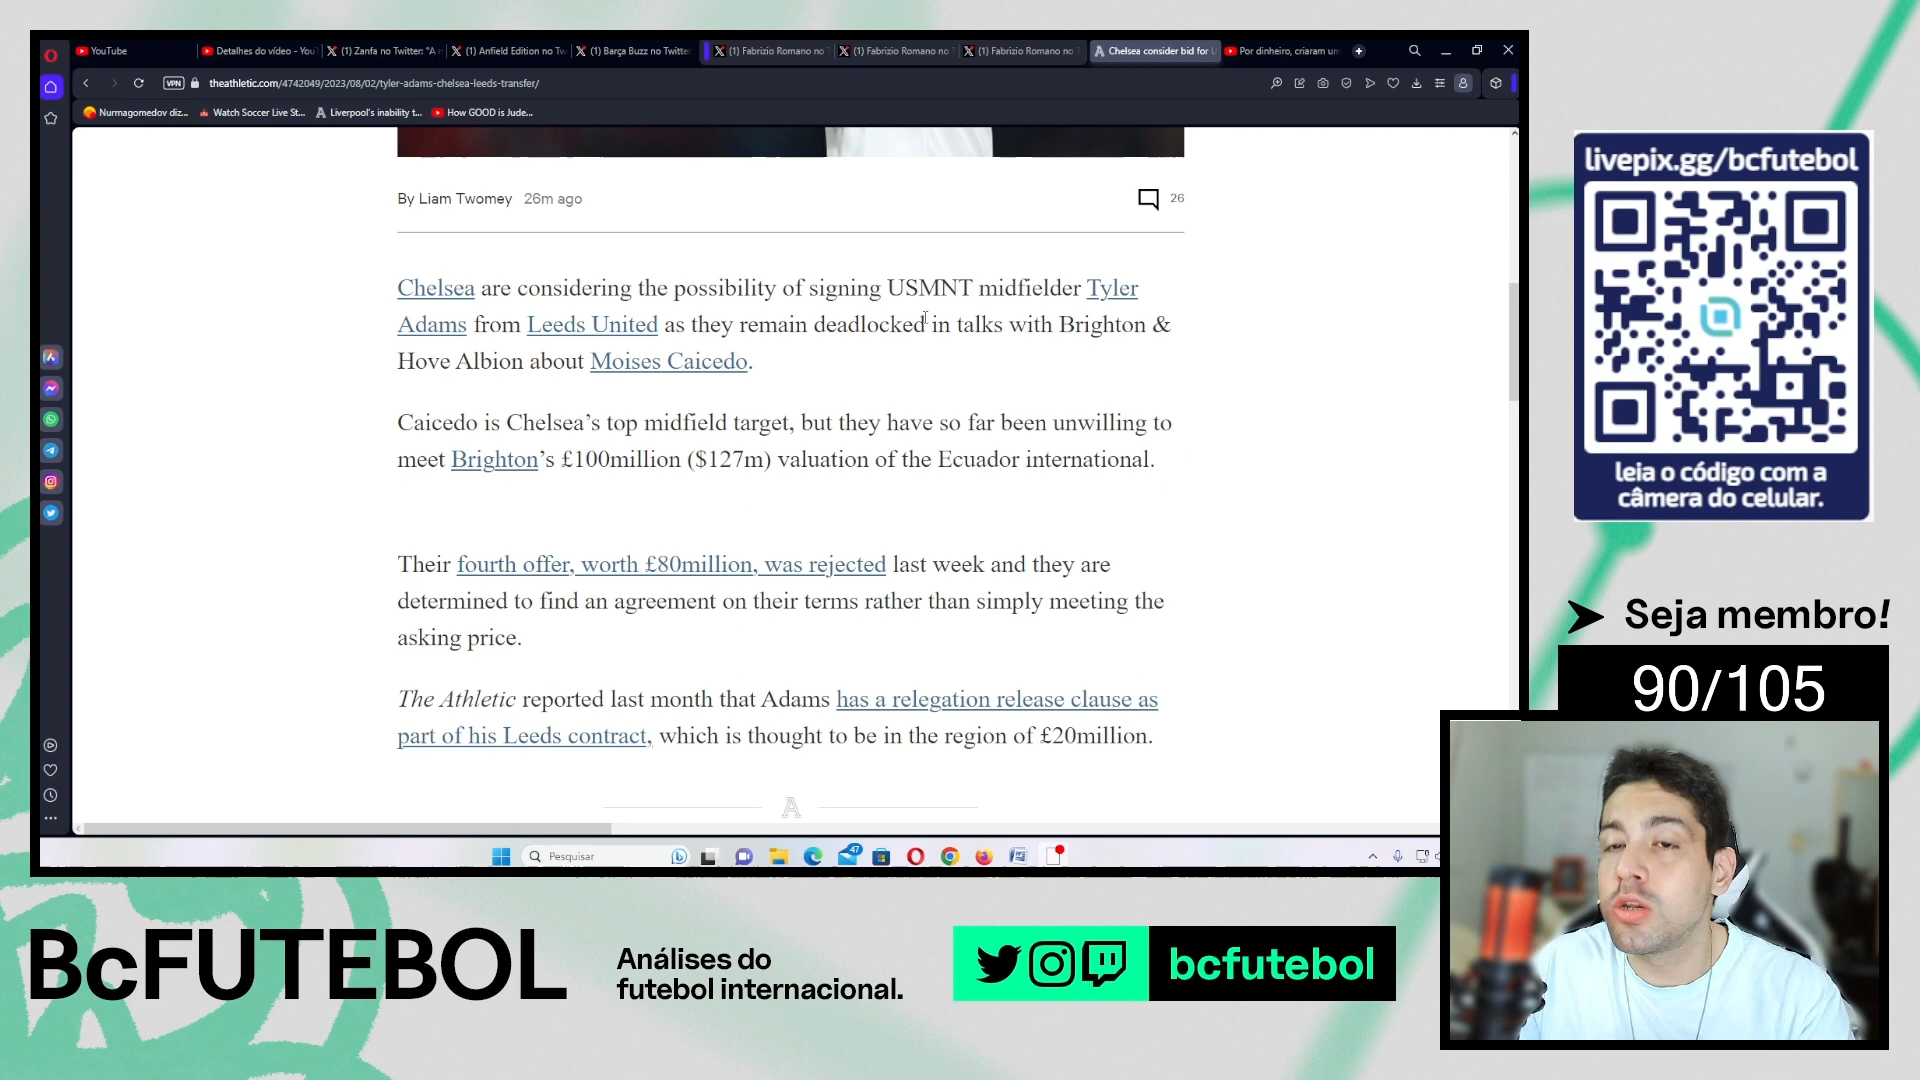 YouTube
Detalhes do vídeo - You
(1) Zanfa no Twitter: "A
(1) Anfield Edition no Tw
(1) Barça Buzz no Twitter
(1) Fabrizio Romano no
(1) Fabrizio Romano no
(1) Fabrizio Romano no
Chelsea consider bid for
Por dinheiro, criaram um
VPN
theathletic.com/4742049/2023/08/02/tyler-adams-chelsea-leeds-transfer/
Nurmagomedov diz...
Watch Soccer Live St...
Liverpool's inability t...
How GOOD is Jude...
By Liam Twomey 26m ago
26
Chelsea are considering the possibility of signing USMNT midfielder Tyler
Adams from Leeds United as they remain deadlocked in talks with Brighton &
Hove Albion about Moises Caicedo.
Caicedo is Chelsea's top midfield target, but they have so far been unwilling to
meet Brighton's £100million ($127m) valuation of the Ecuador international.
Their fourth offer, worth £80million, was rejected last week and they are
determined to find an agreement on their terms rather than simply meeting the
asking price.
The Athletic reported last month that Adams has a relegation release clause as
part of his Leeds contract, which is thought to be in the region of £20million.
Pesquisar
47
livepix.gg/bcfutebol
leia o código com a
câmera do celular.
Seja membro!
90/105
BcFUTEBOL
Análises do
futebol internacional.
bcfutebol